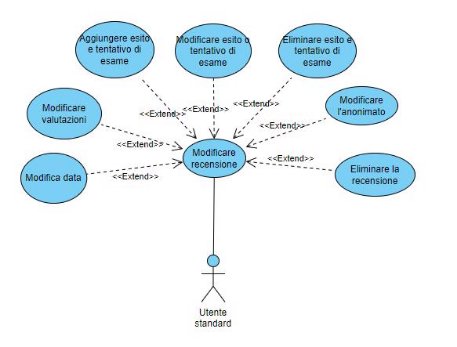 Aggiungere esito
e tentativo di
esame
Modificare esito o
tentativo di
esame
Eliminare esito e
tentativo di
esame
Modificare
valutazioni
Modificare
l'anonimato
<<Extend>>
<<Extend>>
<<Extend>>
<<Extend>>
<<Extend>>
Modificare
recensione
Modifica data
<<Extend>>
<<Extend>>
Eliminare la
recensione
Utente
standard